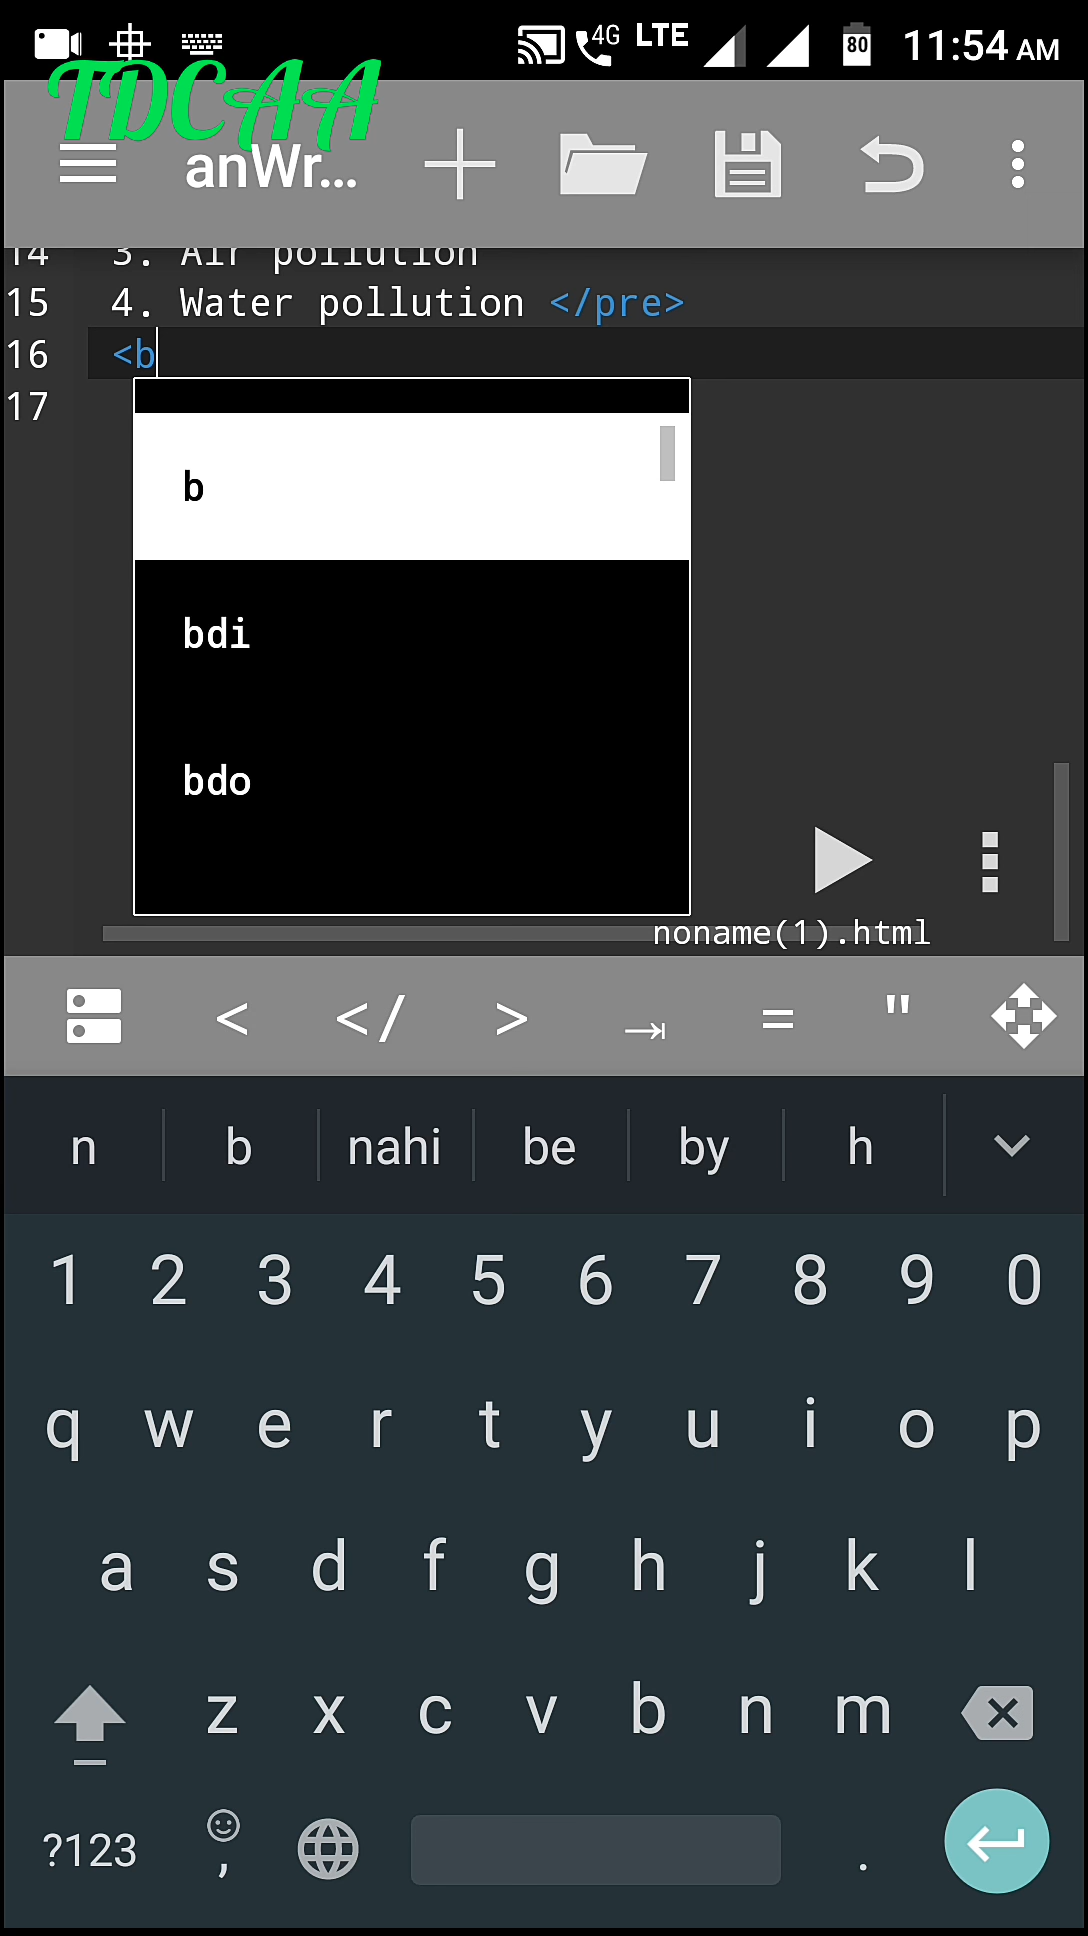 4G LTE 80 11:54 AM
TDCAA
anWr...
14 3. Air pollution
15 4. Water pollution </pre>
16 <b
17
b
bdi
bdo
noname(1).html
< </ > →| = "
n b nahi be by h
1 2 3 4 5 6 7 8 9 0
q w e r t y u i o p
a s d f g h j k l
z x c v b n m
?123 , .